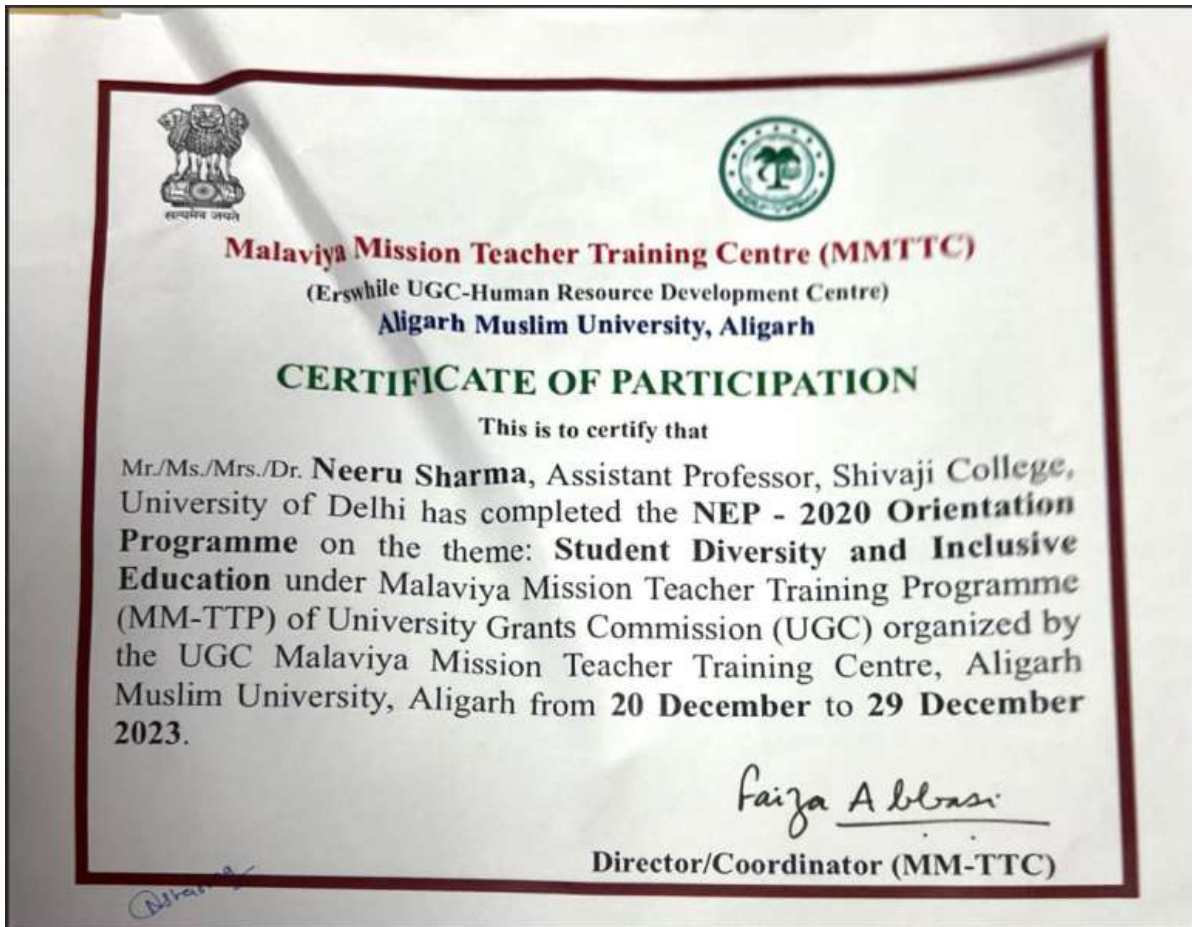 सत्यमेव जयते
Malaviya Mission Teacher Training Centre (MMTTC)
(Erswhile UGC-Human Resource Development Centre)
Aligarh Muslim University, Aligarh
CERTIFICATE OF PARTICIPATION
This is to certify that
Mr./Ms./Mrs./Dr. Neeru Sharma, Assistant Professor, Shivaji College,
University of Delhi has completed the NEP - 2020 Orientation
Programme on the theme: Student Diversity and Inclusive
Education under Malaviya Mission Teacher Training Programme
(MM-TTP) of University Grants Commission (UGC) organized by
the UGC Malaviya Mission Teacher Training Centre, Aligarh
Muslim University, Aligarh from 20 December to 29 December
2023.
Faiza Abbasi
Director/Coordinator (MM-TTC)